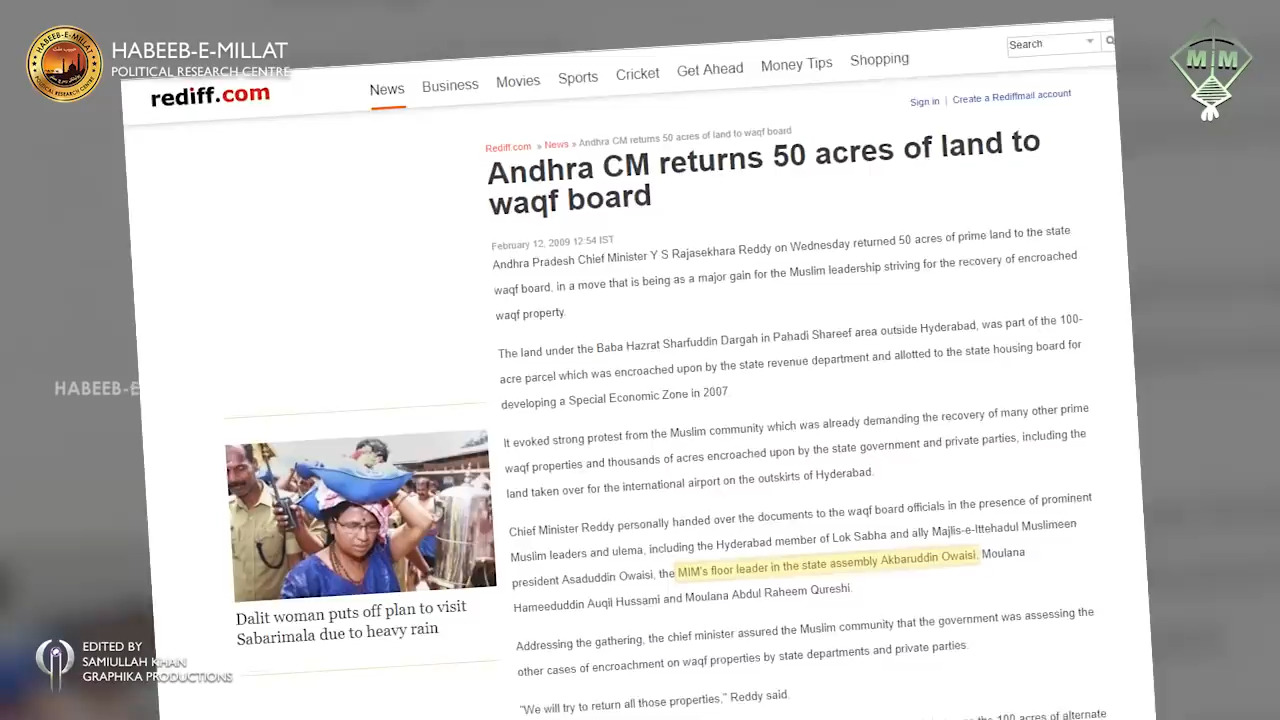 HABEEB-E-MILLAT
POLITICAL RESEARCH CENTRE
MIM
rediff.com
News Business Movies Sports Cricket Get Ahead Money Tips Shopping
Search
Sign in | Create a Rediffmail account
Rediff.com » News » Andhra CM returns 50 acres of land to waqf board
Andhra CM returns 50 acres of land to
waqf board
February 12, 2009 12:54 IST
Andhra Pradesh Chief Minister Y S Rajasekhara Reddy on Wednesday returned 50 acres of prime land to the state
waqf board, in a move that is being as a major gain for the Muslim leadership striving for the recovery of encroached
waqf property.
The land under the Baba Hazrat Sharfuddin Dargah in Pahadi Shareef area outside Hyderabad, was part of the 100-
acre parcel which was encroached upon by the state revenue department and allotted to the state housing board for
developing a Special Economic Zone in 2007.
It evoked strong protest from the Muslim community which was already demanding the recovery of many other prime
waqf properties and thousands of acres encroached upon by the state government and private parties, including the
land taken over for the international airport on the outskirts of Hyderabad.
Chief Minister Reddy personally handed over the documents to the waqf board officials in the presence of prominent
Muslim leaders and ulema, including the Hyderabad member of Lok Sabha and ally Majlis-e-Ittehadul Muslimeen
president Asaduddin Owaisi, the MIM's floor leader in the state assembly Akbaruddin Owaisi, Moulana
Hameeduddin Auqil Hussami and Moulana Abdul Raheem Qureshi.
Addressing the gathering, the chief minister assured the Muslim community that the government was assessing the
other cases of encroachment on waqf properties by state departments and private parties.
"We will try to return all those properties," Reddy said.
the 100 acres of alternate
HABEEB-E
Dalit woman puts off plan to visit
Sabarimala due to heavy rain
EDITED BY
SAMIULLAH KHAN
GRAPHIKA PRODUCTIONS